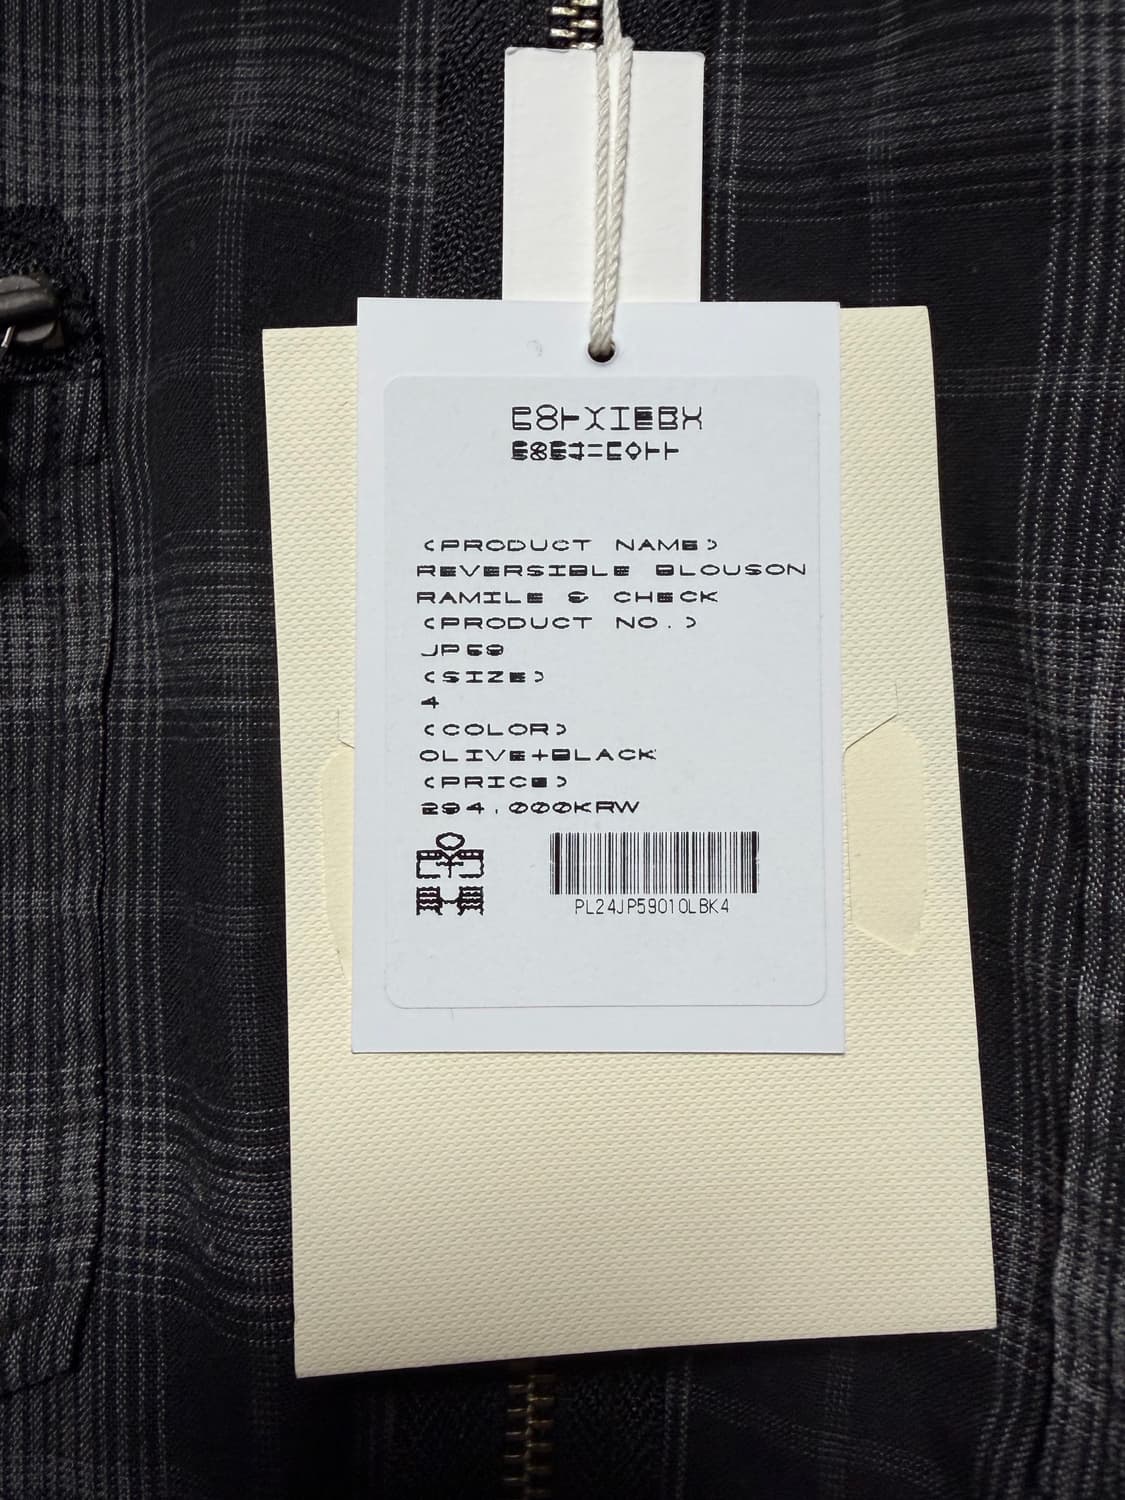 (PRODUCT NAME)
REVERSIBLE BLOUSON
RAMILE & CHECK
(PRODUCT NO.)
JP59
(SIZE)
4
(COLOR)
OLIVE+BLACK
(PRICE)
294.000KRW
PL24JP5901OLBK4